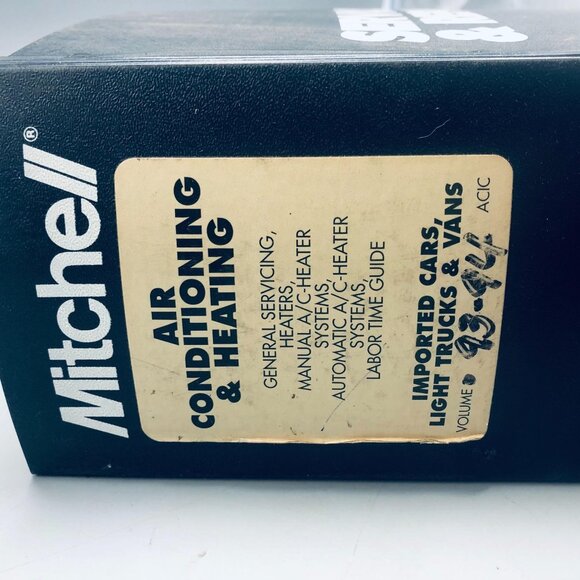 Mitchell®
AIR
CONDITIONING
& HEATING
GENERAL SERVICING,
HEATERS,
MANUAL A/C-HEATER
SYSTEMS,
AUTOMATIC A/C-HEATER
SYSTEMS,
LABOR TIME GUIDE
IMPORTED CARS,
LIGHT TRUCKS & VANS
VOLUME 93-94 ACIC
&